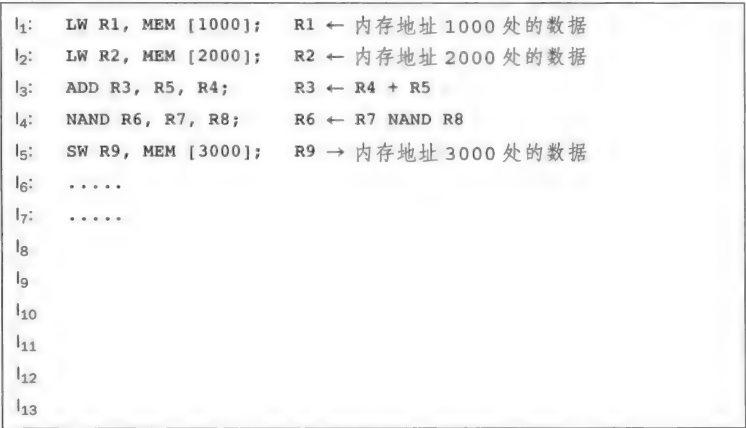 I₁: LW R1, MEM [1000]; R1 ← 内存地址 1000 处的数据
I₂: LW R2, MEM [2000]; R2 ← 内存地址 2000 处的数据
I₃: ADD R3, R5, R4; R3 ← R4 + R5
I₄: NAND R6, R7, R8; R6 ← R7 NAND R8
I₅: SW R9, MEM [3000]; R9 → 内存地址 3000 处的数据
I₆: .....
I₇: .....
I₈
I₉
I₁₀
I₁₁
I₁₂
I₁₃